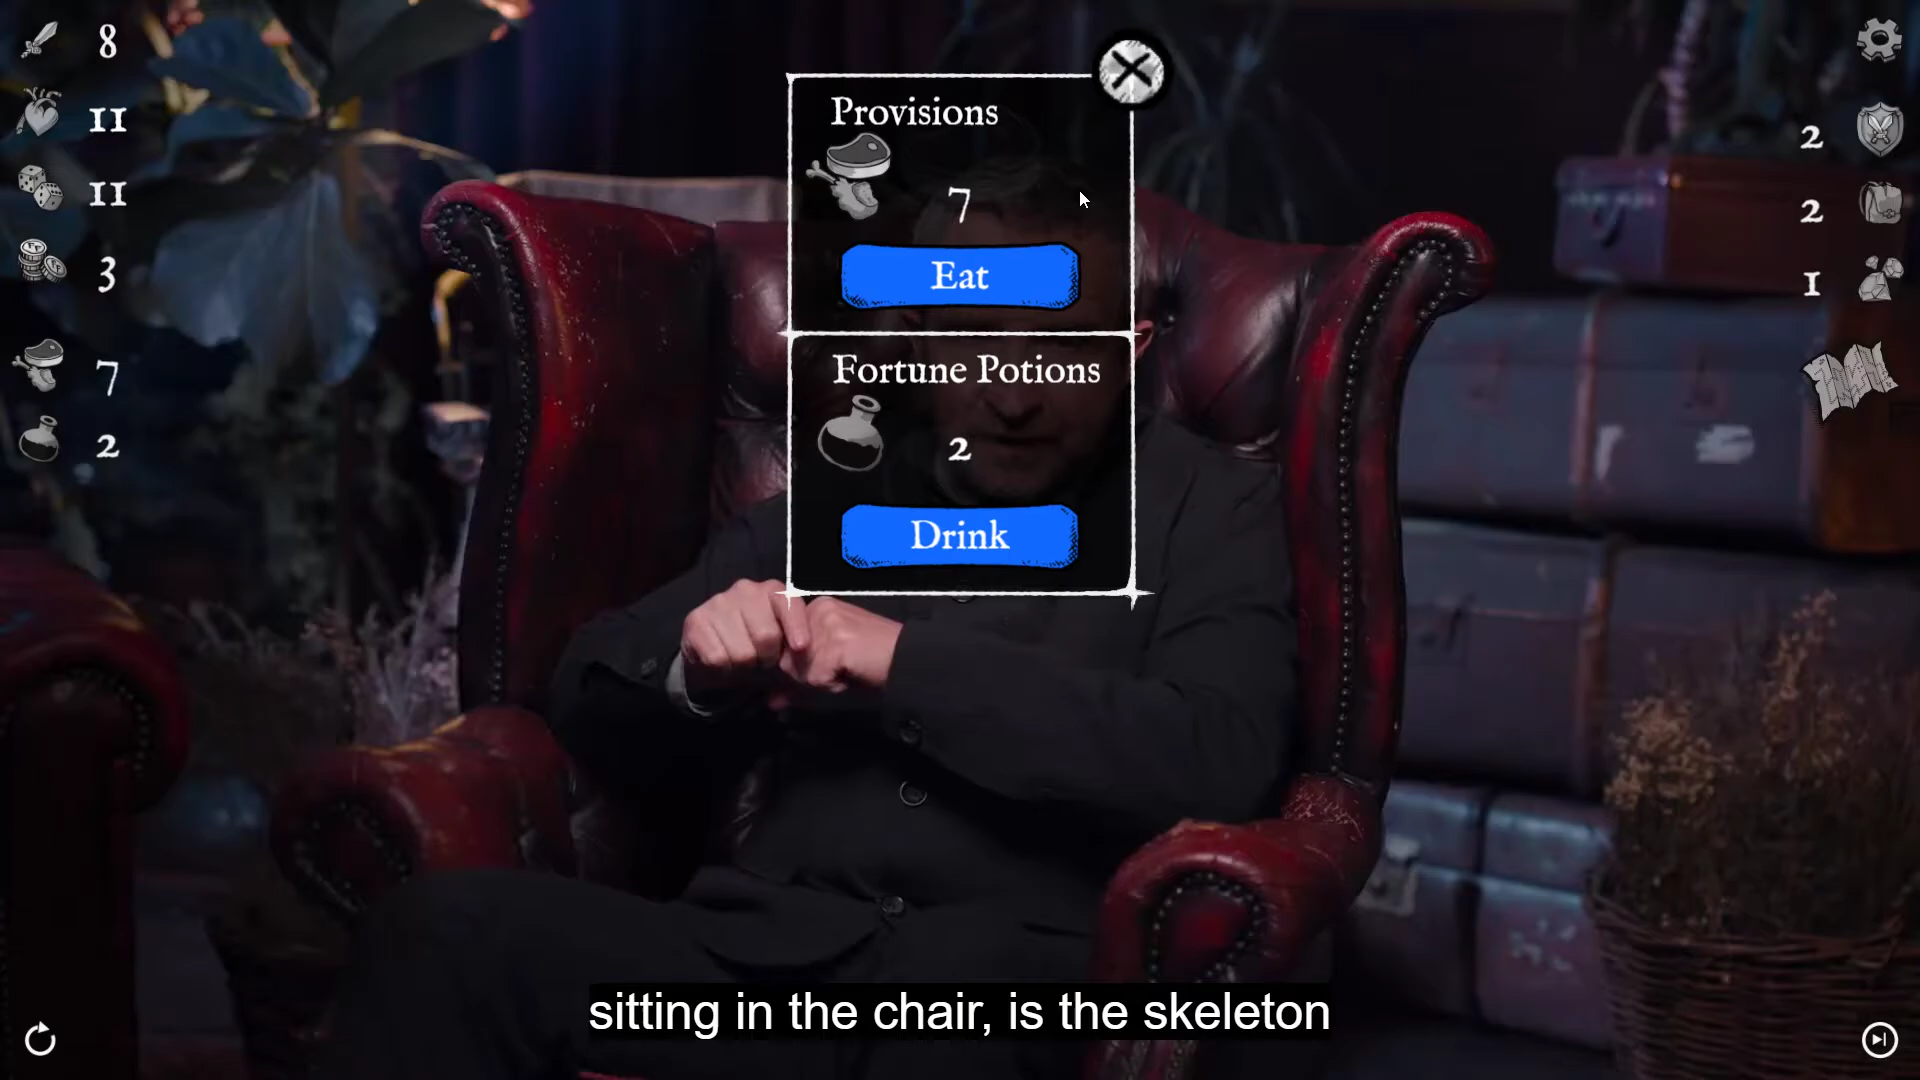 8
11
11
3
7
2
Provisions
7
Eat
Fortune Potions
2
Drink
2
2
1
sitting in the chair, is the skeleton